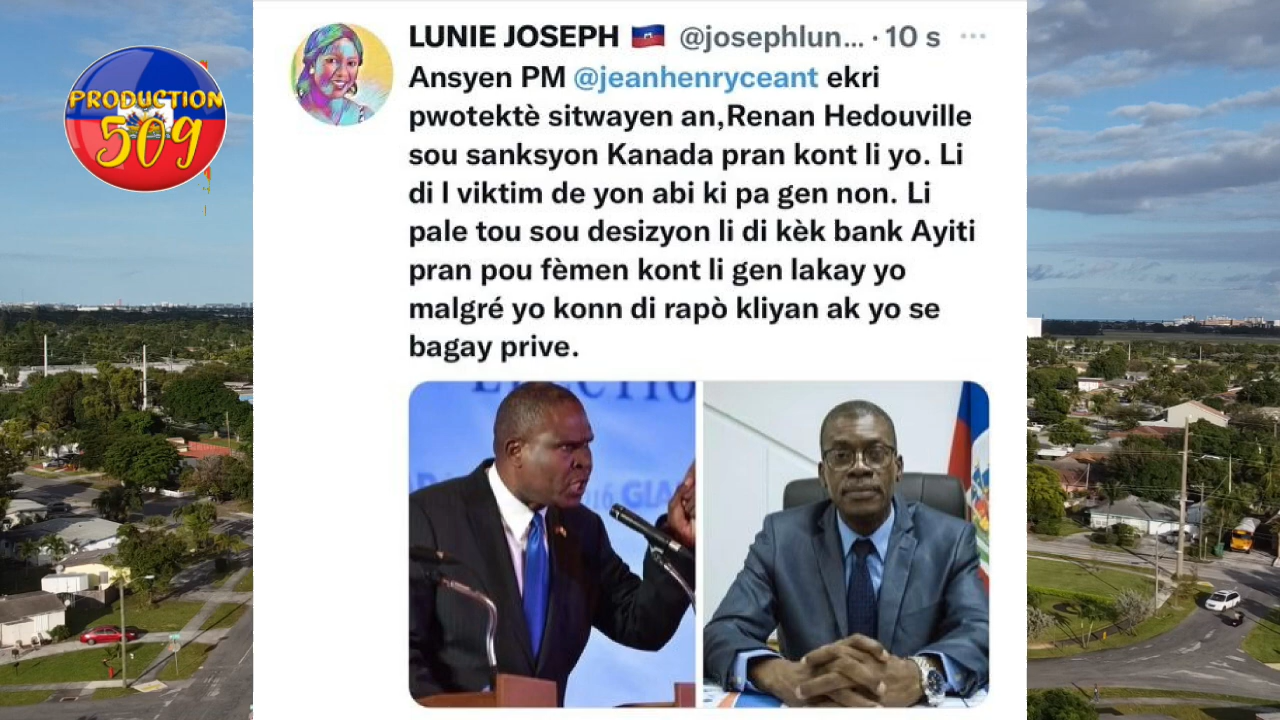 PRODUCTION
509
LUNIE JOSEPH 🇭🇹 @josephlun... · 10 s
Ansyen PM @jeanhenryceant ekri
pwotektè sitwayen an,Renan Hedouville
sou sanksyon Kanada pran kont li yo. Li
di l viktim de yon abi ki pa gen non. Li
pale tou sou desizyon li di kèk bank Ayiti
pran pou fèmen kont li gen lakay yo
malgré yo konn di rapò kliyan ak yo se
bagay prive.